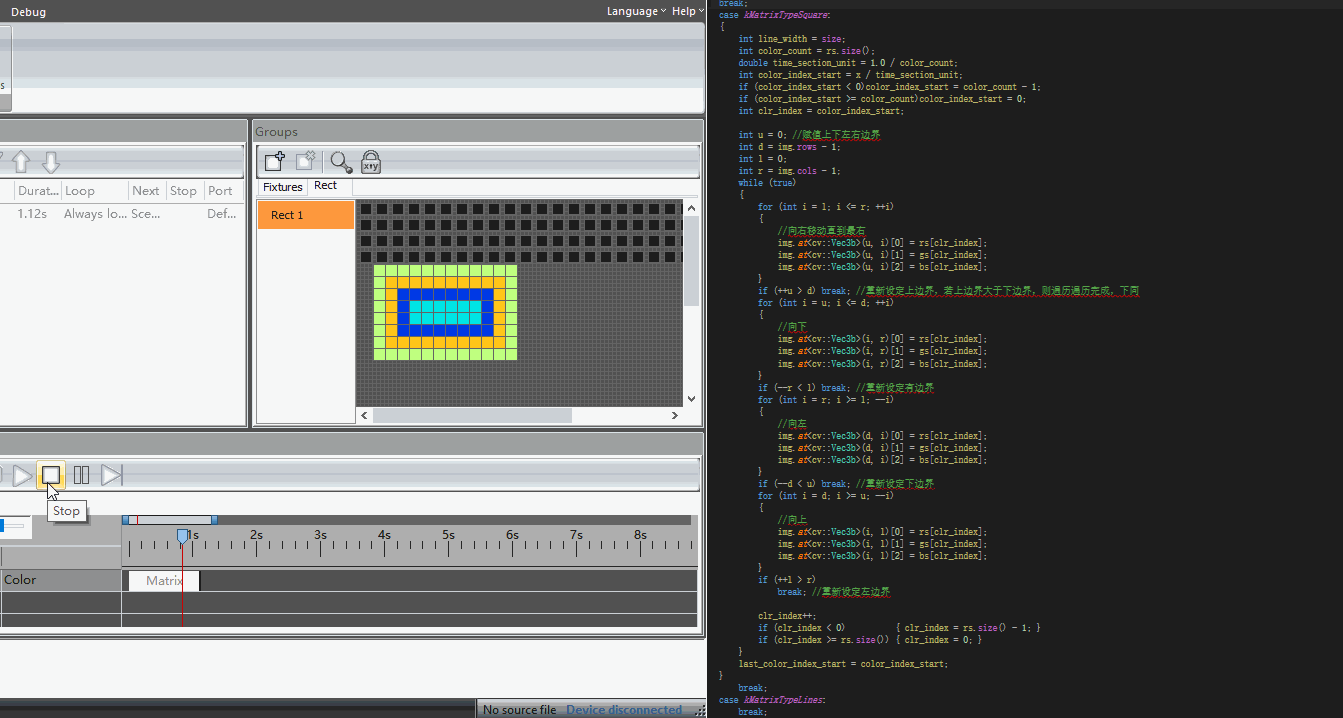 Debug
Language
Help
s
Groups
Durat...
Loop
Next
Stop
Port
1.12s
Always lo...
Sce...
Def...
Fixtures
Rect
Rect 1
x+y
Stop
1s
2s
3s
4s
5s
6s
7s
8s
Color
Matrix
No source file
Device disconnected
break;
case kMatrixTypeSquare:
{
int line_width = size;
int color_count = rs.size();
double time_section_unit = 1.0 / color_count;
int color_index_start = x / time_section_unit;
if (color_index_start < 0)color_index_start = color_count - 1;
if (color_index_start >= color_count)color_index_start = 0;
int clr_index = color_index_start;
int u = 0; //赋值上下左右边界
int d = img.rows - 1;
int l = 0;
int r = img.cols - 1;
while (true)
{
for (int i = l; i <= r; ++i)
{
//向右移动直到最右
img.at<cv::Vec3b>(u, i)[0] = rs[clr_index];
img.at<cv::Vec3b>(u, i)[1] = gs[clr_index];
img.at<cv::Vec3b>(u, i)[2] = bs[clr_index];
}
if (++u > d) break; //重新设定上边界，若上边界大于下边界，则遍历遍历完成，下同
for (int i = u; i <= d; ++i)
{
//向下
img.at<cv::Vec3b>(i, r)[0] = rs[clr_index];
img.at<cv::Vec3b>(i, r)[1] = gs[clr_index];
img.at<cv::Vec3b>(i, r)[2] = bs[clr_index];
}
if (--r < l) break; //重新设定有边界
for (int i = r; i >= l; --i)
{
//向左
img.at<cv::Vec3b>(d, i)[0] = rs[clr_index];
img.at<cv::Vec3b>(d, i)[1] = gs[clr_index];
img.at<cv::Vec3b>(d, i)[2] = bs[clr_index];
}
if (--d < u) break; //重新设定下边界
for (int i = d; i >= u; --i)
{
//向上
img.at<cv::Vec3b>(i, l)[0] = rs[clr_index];
img.at<cv::Vec3b>(i, l)[1] = gs[clr_index];
img.at<cv::Vec3b>(i, l)[2] = bs[clr_index];
}
if (++l > r)
break; //重新设定左边界
clr_index++;
if (clr_index < 0) { clr_index = rs.size() - 1; }
if (clr_index >= rs.size()) { clr_index = 0; }
}
last_color_index_start = color_index_start;
}
break;
case kMatrixTypeLines:
break;